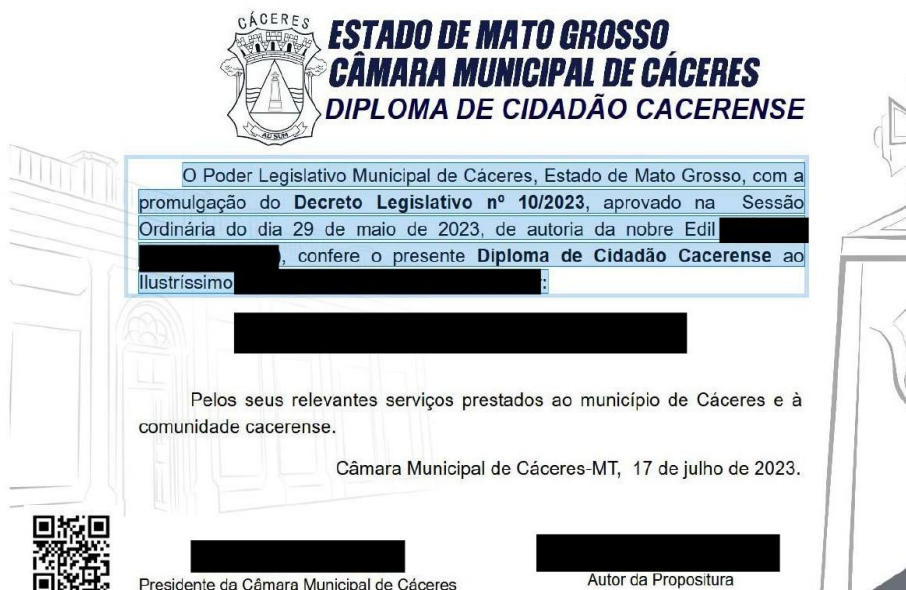 CÁCERES
ESTADO DE MATO GROSSO
CÂMARA MUNICIPAL DE CÁCERES
DIPLOMA DE CIDADÃO CACERENSE
AD SUM
O Poder Legislativo Municipal de Cáceres, Estado de Mato Grosso, com a
promulgação do Decreto Legislativo nº 10/2023, aprovado na Sessão
Ordinária do dia 29 de maio de 2023, de autoria da nobre Edil
), confere o presente Diploma de Cidadão Cacerense ao
Ilustríssimo :
Pelos seus relevantes serviços prestados ao município de Cáceres e à
comunidade cacerense.
Câmara Municipal de Cáceres-MT, 17 de julho de 2023.
Presidente da Câmara Municipal de Cáceres
Autor da Propositura